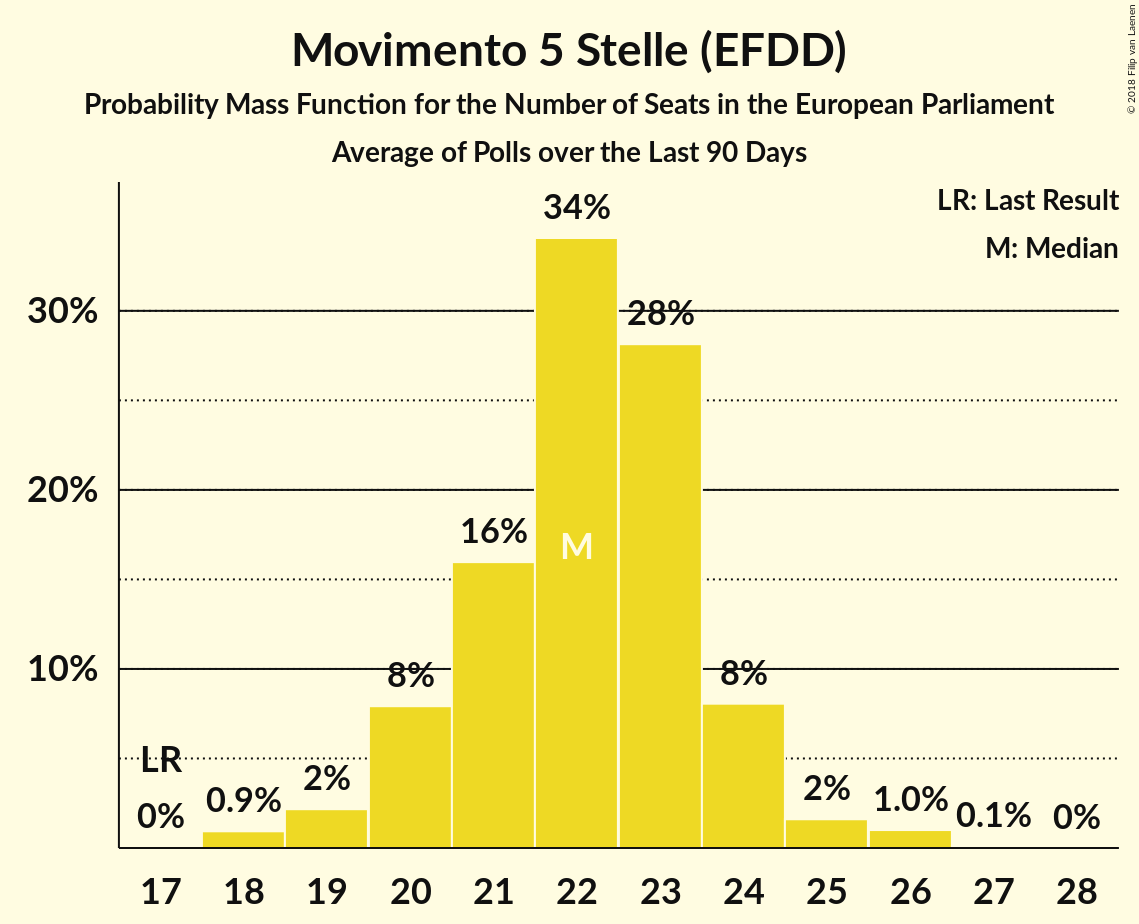 Movimento 5 Stelle (EFDD)
Probability Mass Function for the Number of Seats in the European Parliament
Average of Polls over the Last 90 Days
© 2018 Filip van Laenen
LR: Last Result
M: Median
34%
30%
28%
20%
16%
M
10%
8%
8%
LR
2%
2%
0.9%
1.0%
0%
0.1%
0%
17 18 19 20 21 22 23 24 25 26 27 28